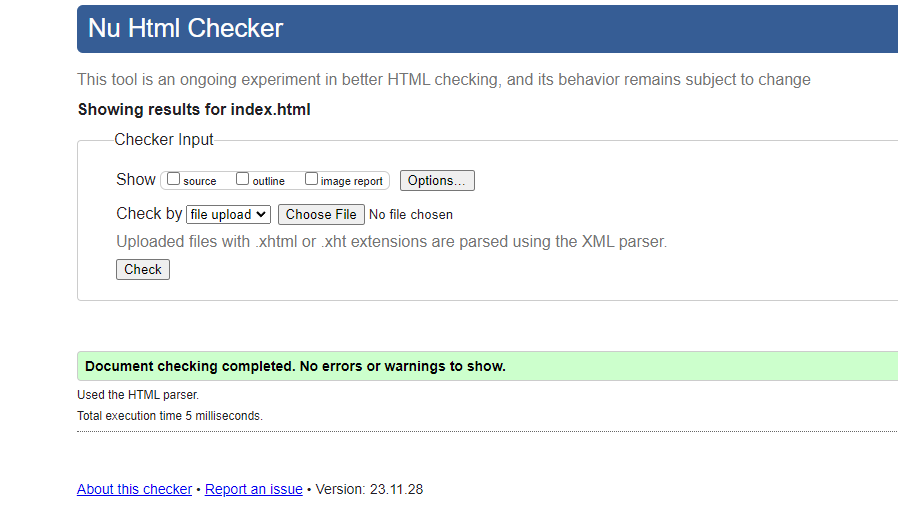 Nu Html Checker
This tool is an ongoing experiment in better HTML checking, and its behavior remains subject to change
Showing results for index.html
Checker Input
Show source outline image report Options...
Check by file upload Choose File No file chosen
Uploaded files with .xhtml or .xht extensions are parsed using the XML parser.
Check
Document checking completed. No errors or warnings to show.
Used the HTML parser.
Total execution time 5 milliseconds.
About this checker • Report an issue • Version: 23.11.28